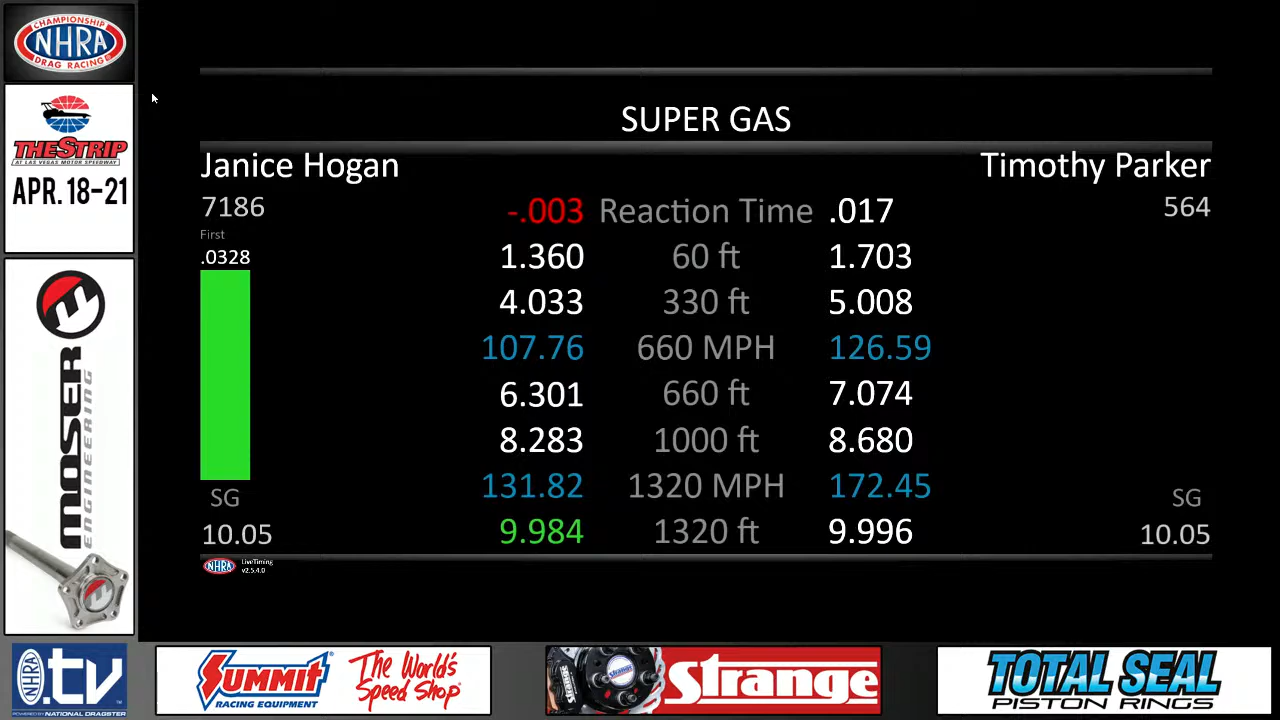 CHAMPIONSHIP
NHRA
DRAG RACING
THE STRIP
AT LAS VEGAS MOTOR SPEEDWAY
APR. 18-21
MOSER
ENGINEERING
SUPER GAS
Janice Hogan Timothy Parker
7186 -.003 Reaction Time .017 564
First
.0328 1.360 60 ft 1.703
4.033 330 ft 5.008
107.76 660 MPH 126.59
6.301 660 ft 7.074
8.283 1000 ft 8.680
131.82 1320 MPH 172.45
SG SG
10.05 9.984 1320 ft 9.996 10.05
NHRA LiveTiming
v2.5.4.0
NHRA .tv
POWERED BY NATIONAL DRAGSTER
SUMMIT
RACING EQUIPMENT
The World's
Speed Shop
Strange
TOTAL SEAL
PISTON RINGS